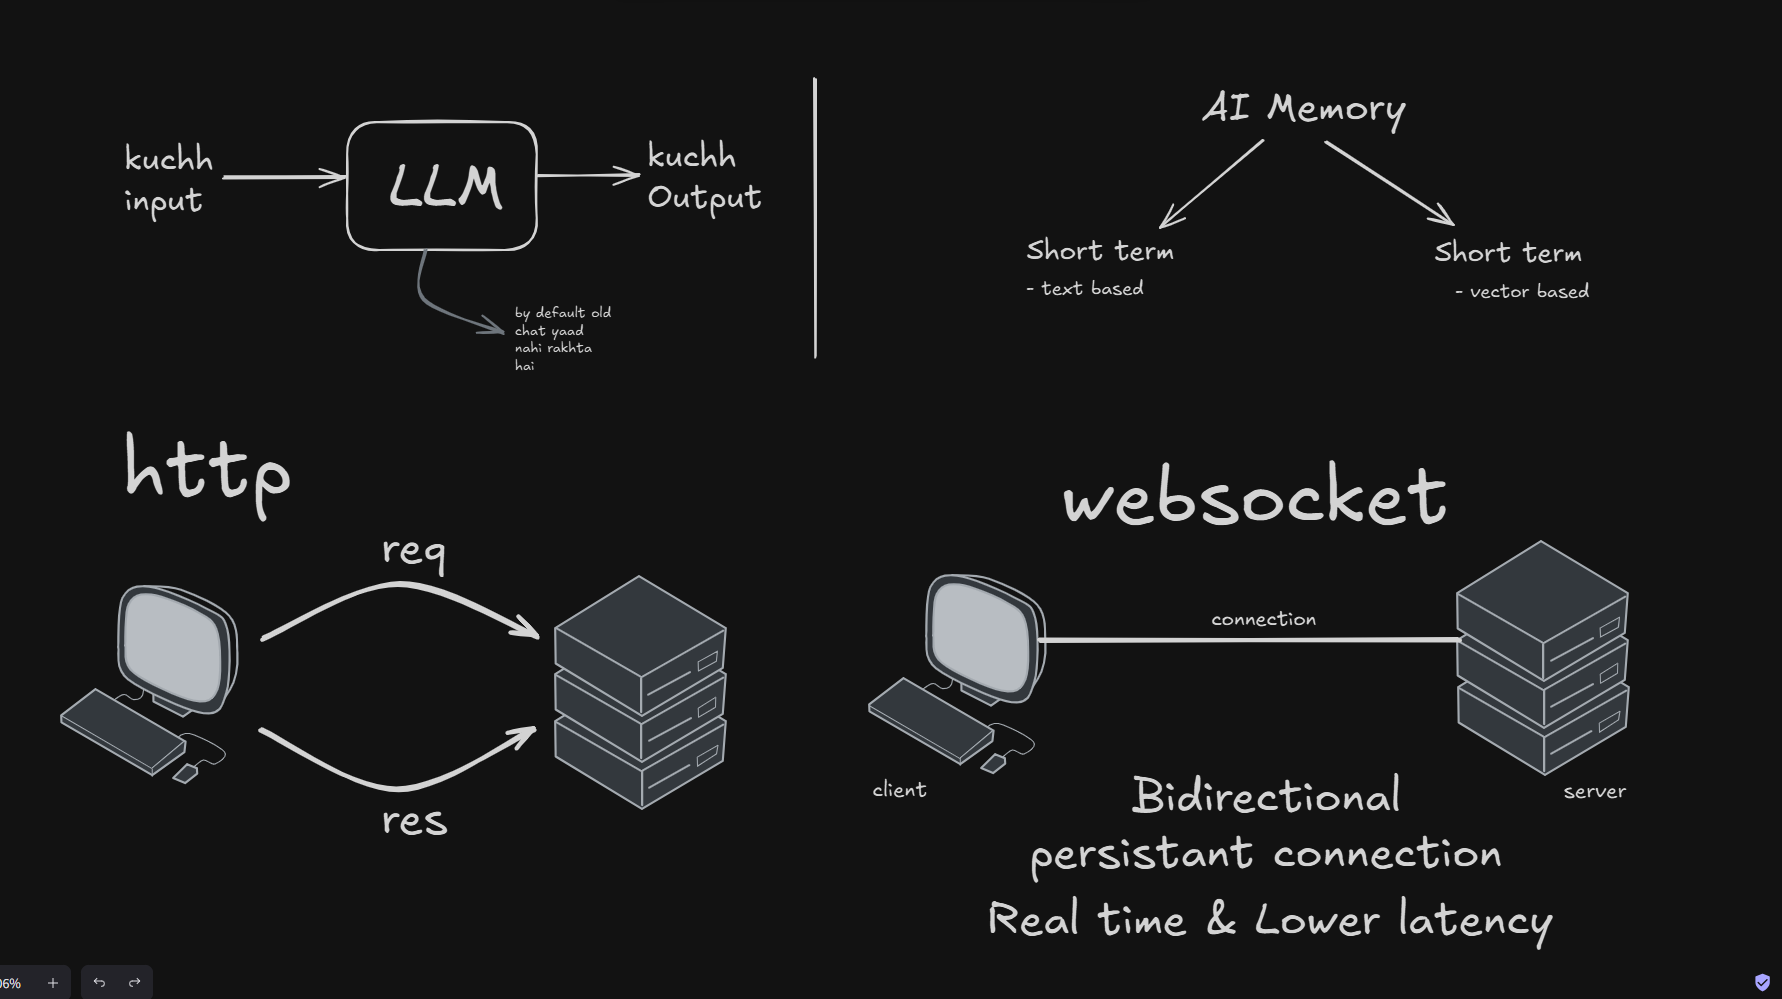 kuchh
input
LLM
kuchh
Output
by default old
chat yaad
nahi rakhta
hai
AI Memory
Short term
- text based
Short term
- vector based
http
req
res
websocket
connection
client
server
Bidirectional
persistant connection
Real time & Lower latency
06%